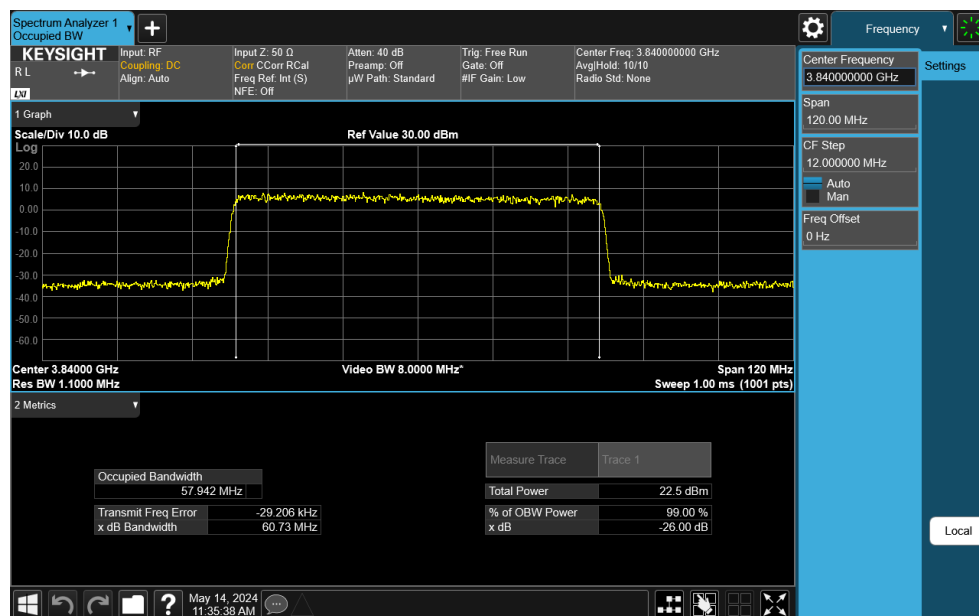 Spectrum Analyzer 1
Occupied BW
Frequency
KEYSIGHT
R L
LXI
Input: RF
Coupling: DC
Align: Auto
Input Z: 50 Ω
Corr CCorr RCal
Freq Ref: Int (S)
NFE: Off
Atten: 40 dB
Preamp: Off
µW Path: Standard
Trig: Free Run
Gate: Off
#IF Gain: Low
Center Freq: 3.840000000 GHz
Avg|Hold: 10/10
Radio Std: None
Center Frequency
3.840000000 GHz
Settings
Span
120.00 MHz
CF Step
12.000000 MHz
Auto
Man
Freq Offset
0 Hz
Local
1 Graph
Scale/Div 10.0 dB
Ref Value 30.00 dBm
Log
20.0
10.0
0.00
-10.0
-20.0
-30.0
-40.0
-50.0
-60.0
Center 3.84000 GHz
Video BW 8.0000 MHz*
Span 120 MHz
Res BW 1.1000 MHz
Sweep 1.00 ms (1001 pts)
2 Metrics
Measure Trace
Trace 1
Occupied Bandwidth
57.942 MHz
Total Power
22.5 dBm
Transmit Freq Error
-29.206 kHz
% of OBW Power
99.00 %
x dB Bandwidth
60.73 MHz
x dB
-26.00 dB
?
May 14, 2024
11:35:38 AM